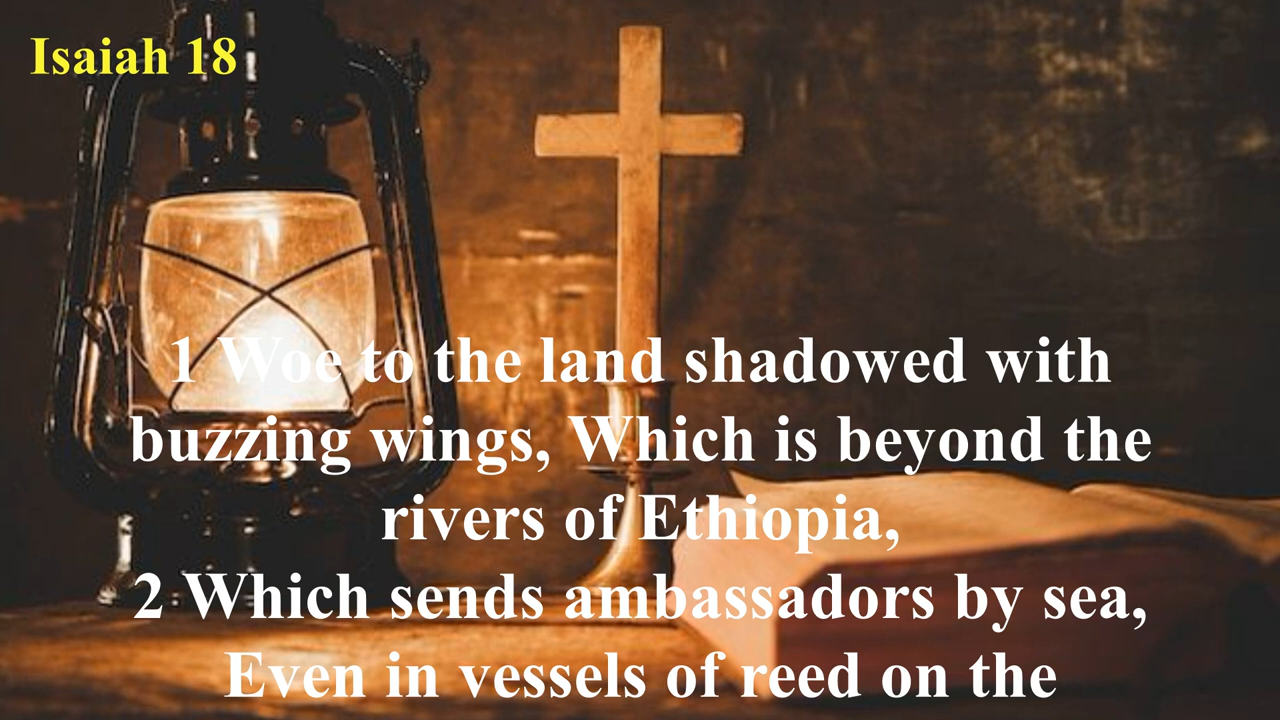 Isaiah 18
1 Woe to the land shadowed with
buzzing wings, Which is beyond the
rivers of Ethiopia,
2 Which sends ambassadors by sea,
Even in vessels of reed on the